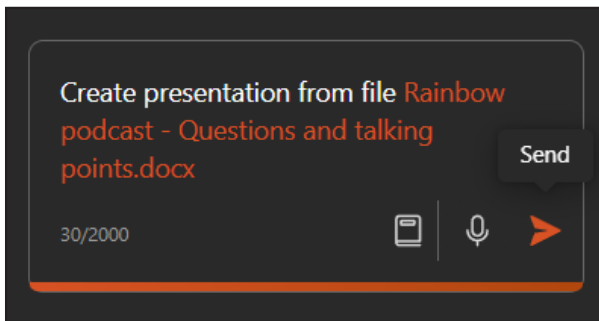 Create presentation from file Rainbow
podcast - Questions and talking
points.docx
Send
30/2000